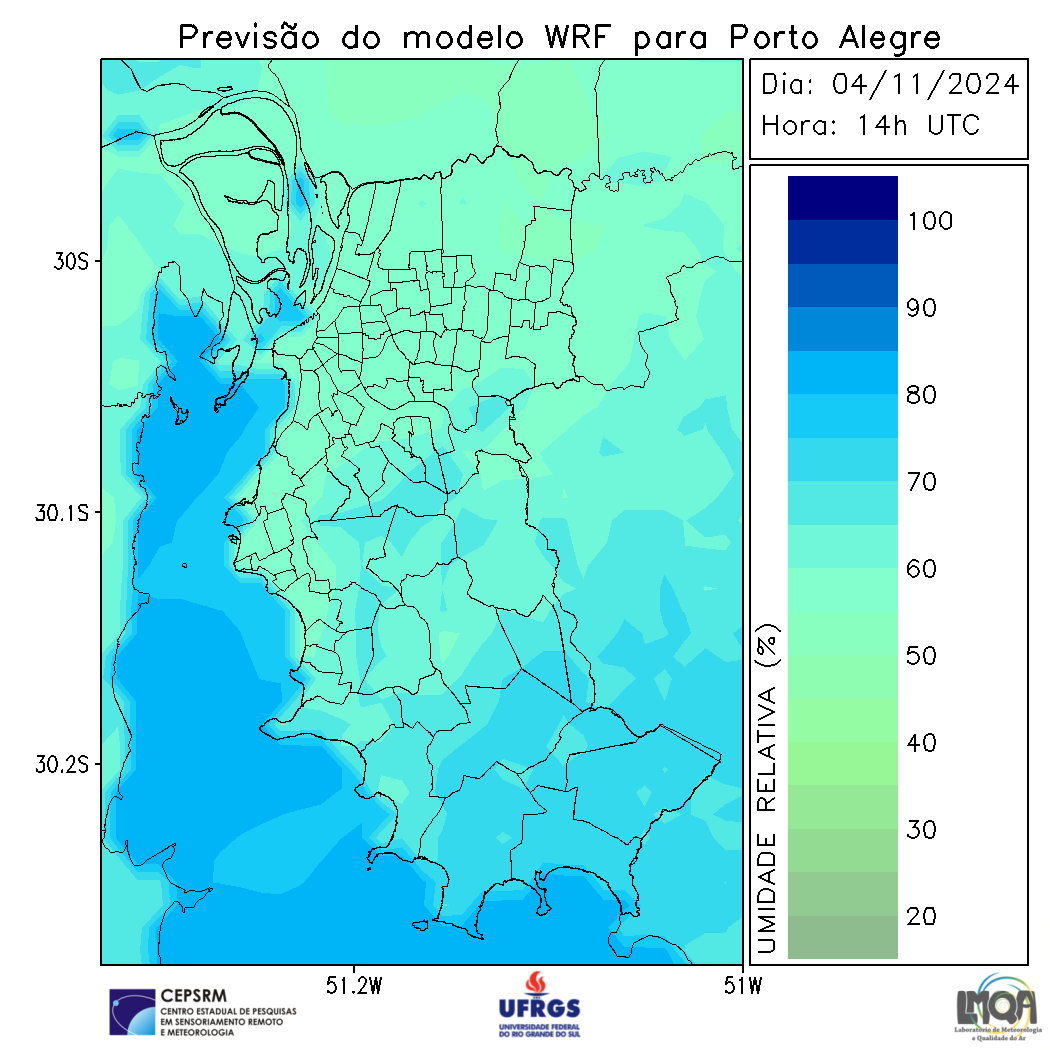 Previsão do modelo WRF para Porto Alegre
Dia: 04/11/2024
Hora: 14h UTC
30S
30.1S
30.2S
51.2W
51W
UMIDADE RELATIVA (%)
100
90
80
70
60
50
40
30
20
CEPSRM
CENTRO ESTADUAL DE PESQUISAS
EM SENSORIAMENTO REMOTO
E METEOROLOGIA
UFRGS
UNIVERSIDADE FEDERAL
DO RIO GRANDE DO SUL
LMQA
Laboratório de Meteorologia
e Qualidade do Ar